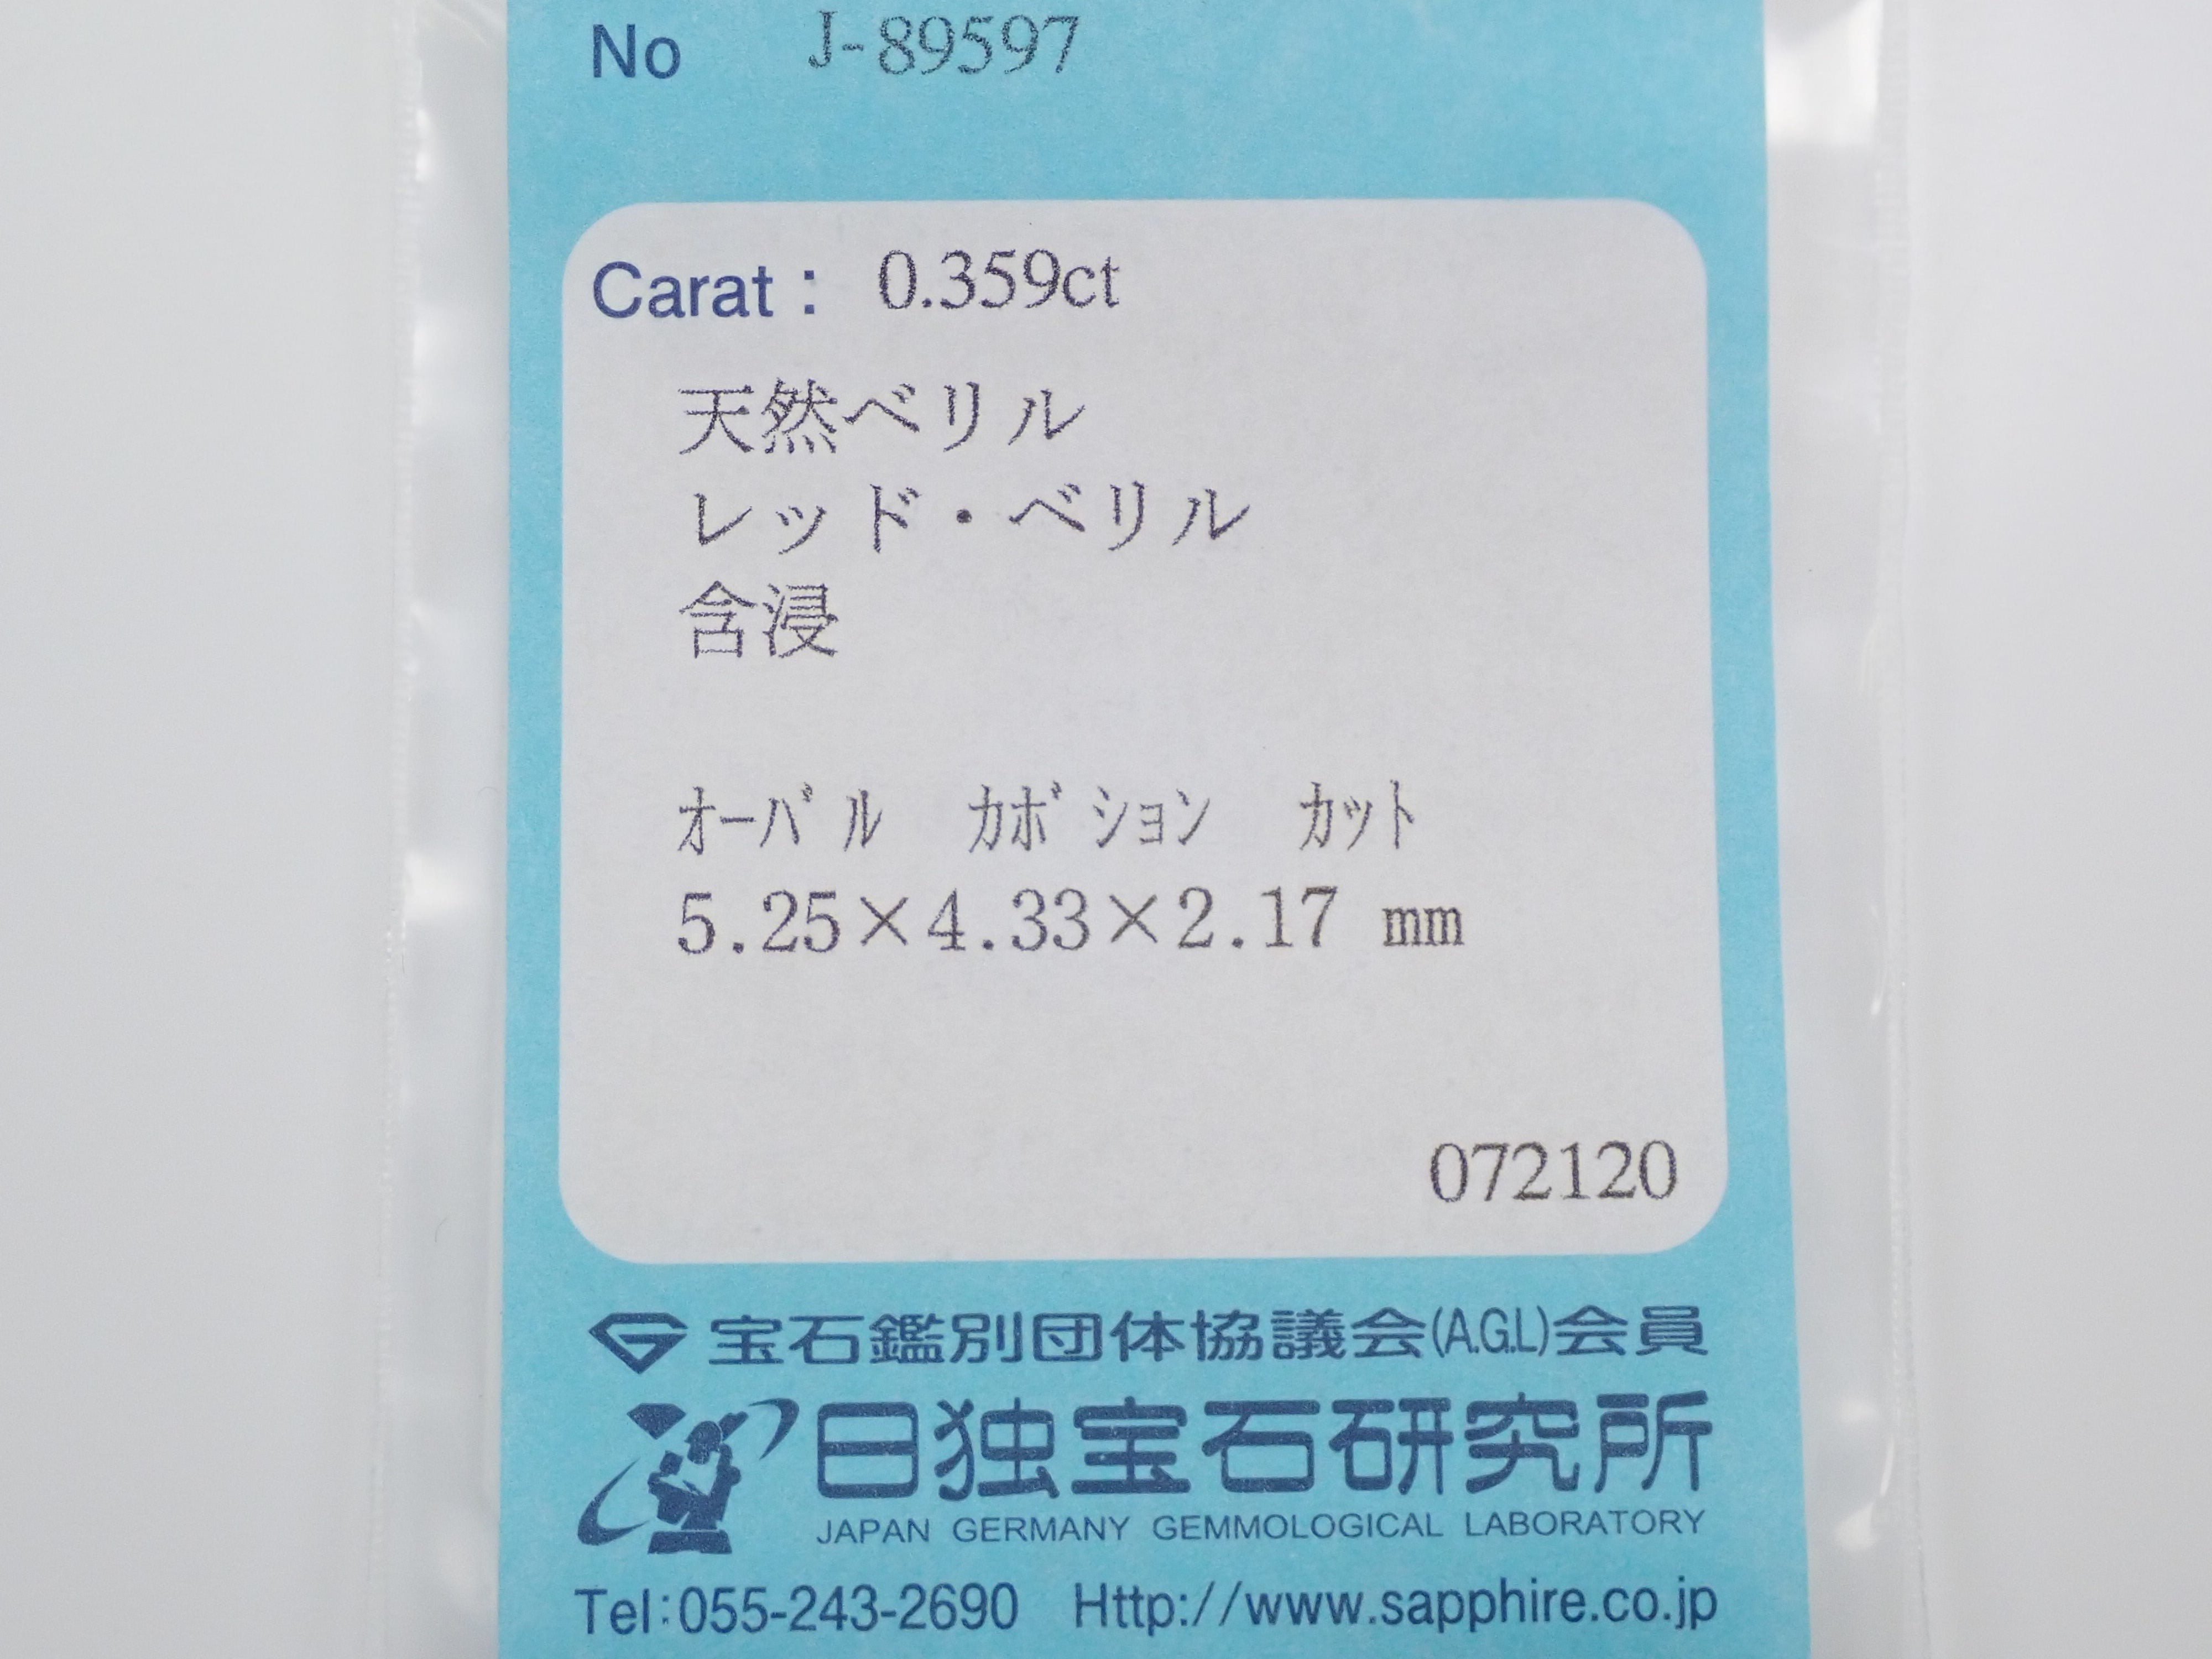 No J-89597
Carat : 0.359ct
天然ベリル
レッド・ベリル
含浸
ｵｰﾊﾞﾙ ｶﾎﾞｼｮﾝ ｶｯﾄ
5.25×4.33×2.17 mm
072120
宝石鑑別団体協議会(A.G.L)会員
日独宝石研究所
JAPAN GERMANY GEMMOLOGICAL LABORATORY
Tel:055-243-2690 Http://www.sapphire.co.jp